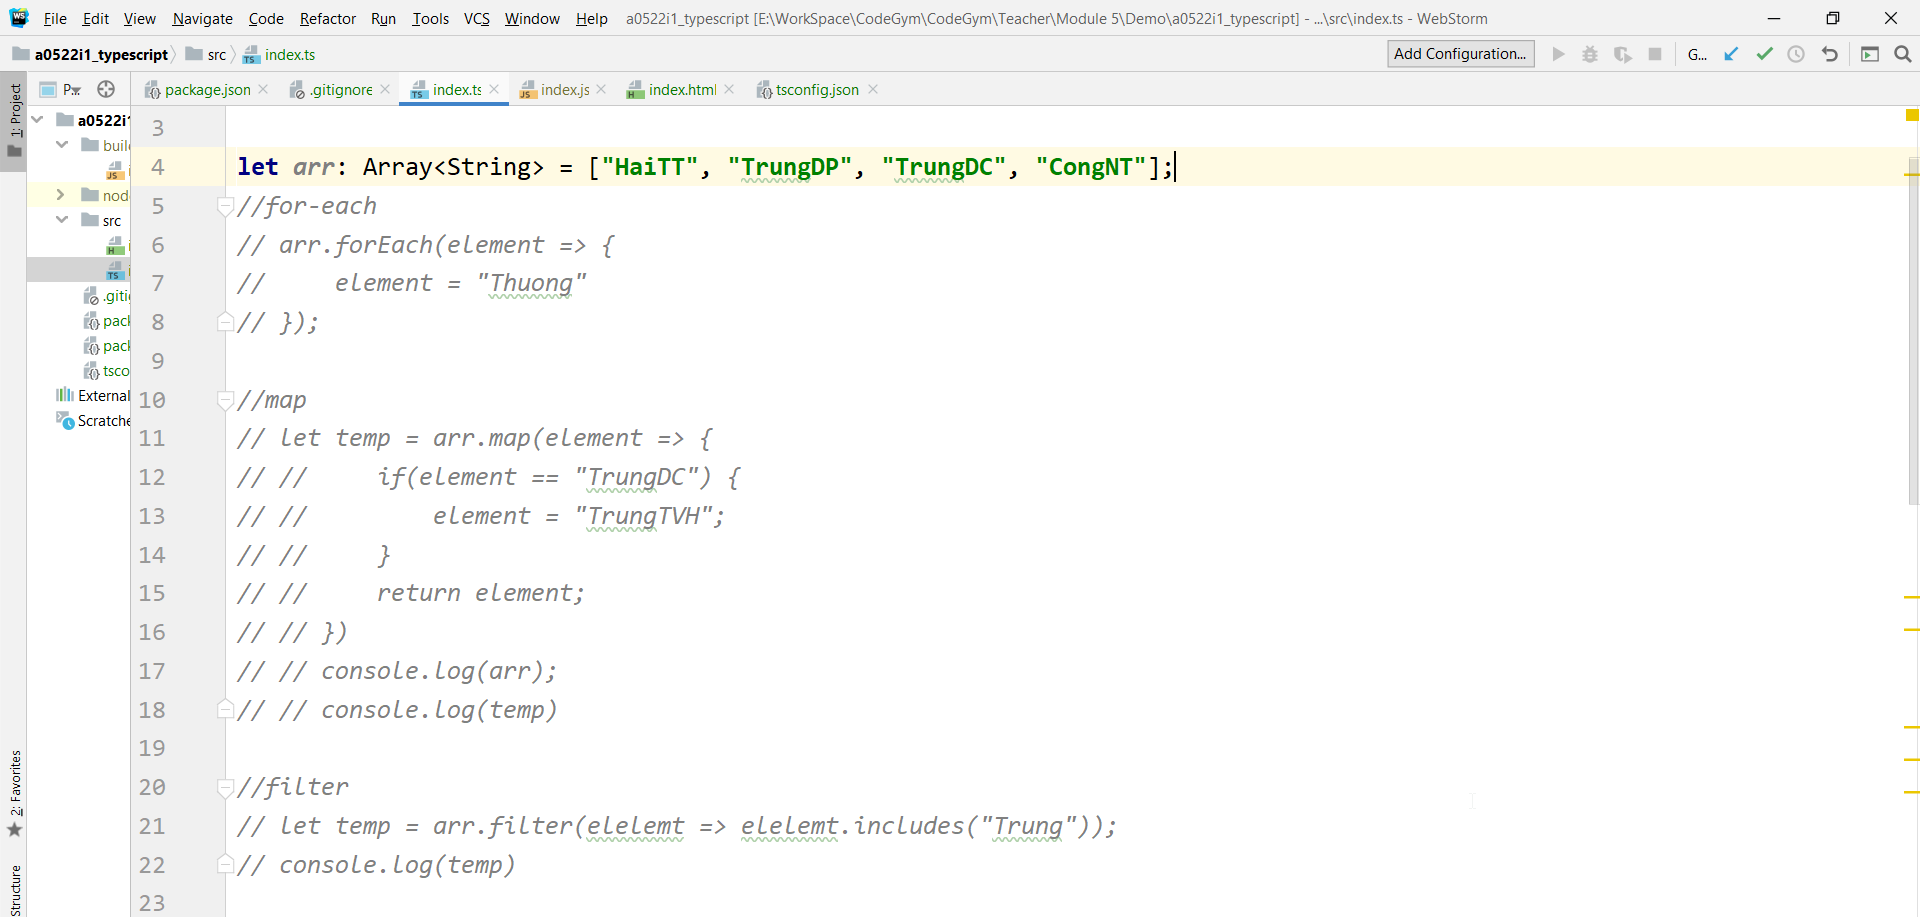 File Edit View Navigate Code Refactor Run Tools VCS Window Help a0522i1_typescript [E:\WorkSpace\CodeGym\CodeGym\Teacher\Module 5\Demo\a0522i1_typescript] - ...\src\index.ts - WebStorm
a0522i1_typescript src index.ts Add Configuration... G...
1: Project
P... package.json .gitignore index.ts index.js index.html tsconfig.json
a0522i1
buil
nod
src
.giti
pack
pack
tsco
External
Scratche
2: Favorites
Structure
3
4 let arr: Array<String> = ["HaiTT", "TrungDP", "TrungDC", "CongNT"];
5 //for-each
6 // arr.forEach(element => {
7 //     element = "Thuong"
8 // });
9
10 //map
11 // let temp = arr.map(element => {
12 // //     if(element == "TrungDC") {
13 // //         element = "TrungTVH";
14 // //     }
15 // //     return element;
16 // // })
17 // // console.log(arr);
18 // // console.log(temp)
19
20 //filter
21 // let temp = arr.filter(elelemt => elelemt.includes("Trung"));
22 // console.log(temp)
23